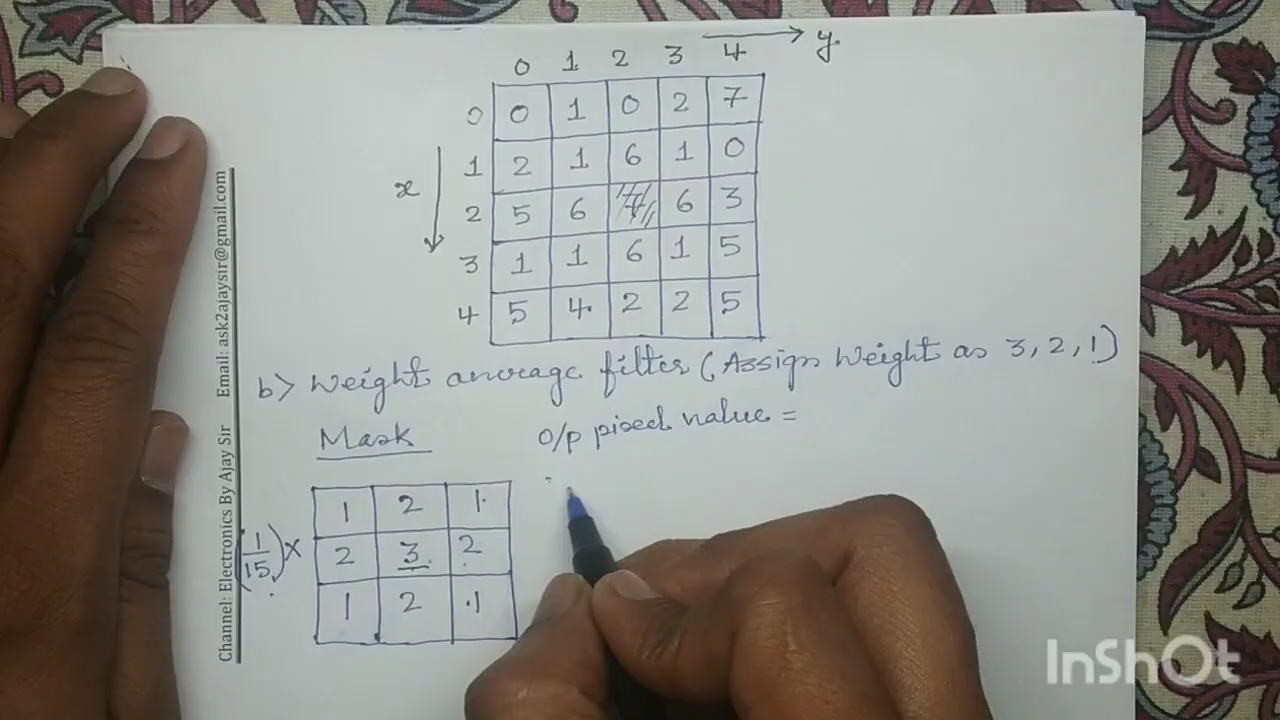 y
0 1 2 3 4
0 0 1 0 2 7
1 2 1 6 1 0
x
2 5 6 6 3
3 1 1 6 1 5
4 5 4 2 2 5
b> Weight average filter (Assign Weight as 3, 2, 1)
Mask
O/p pixel value =
1 2 1
(1/15) × 2 3 2
1 2 1
Channel: Electronics By Ajay Sir Email: ask2ajaysir@gmail.com
InShOt